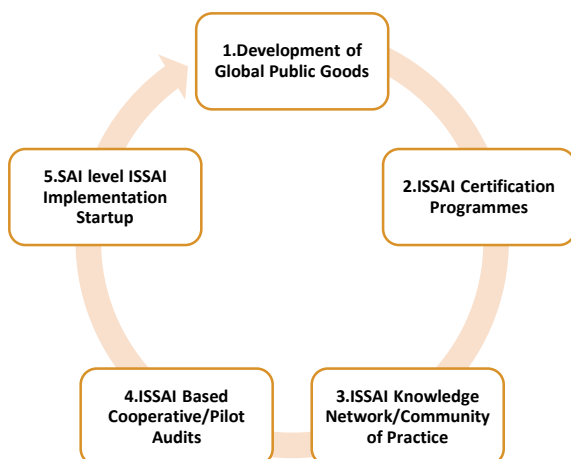 1.Development of
Global Public Goods
2.ISSAI Certification
Programmes
3.ISSAI Knowledge
Network/Community
of Practice
4.ISSAI Based
Cooperative/Pilot
Audits
5.SAI level ISSAI
Implementation
Startup